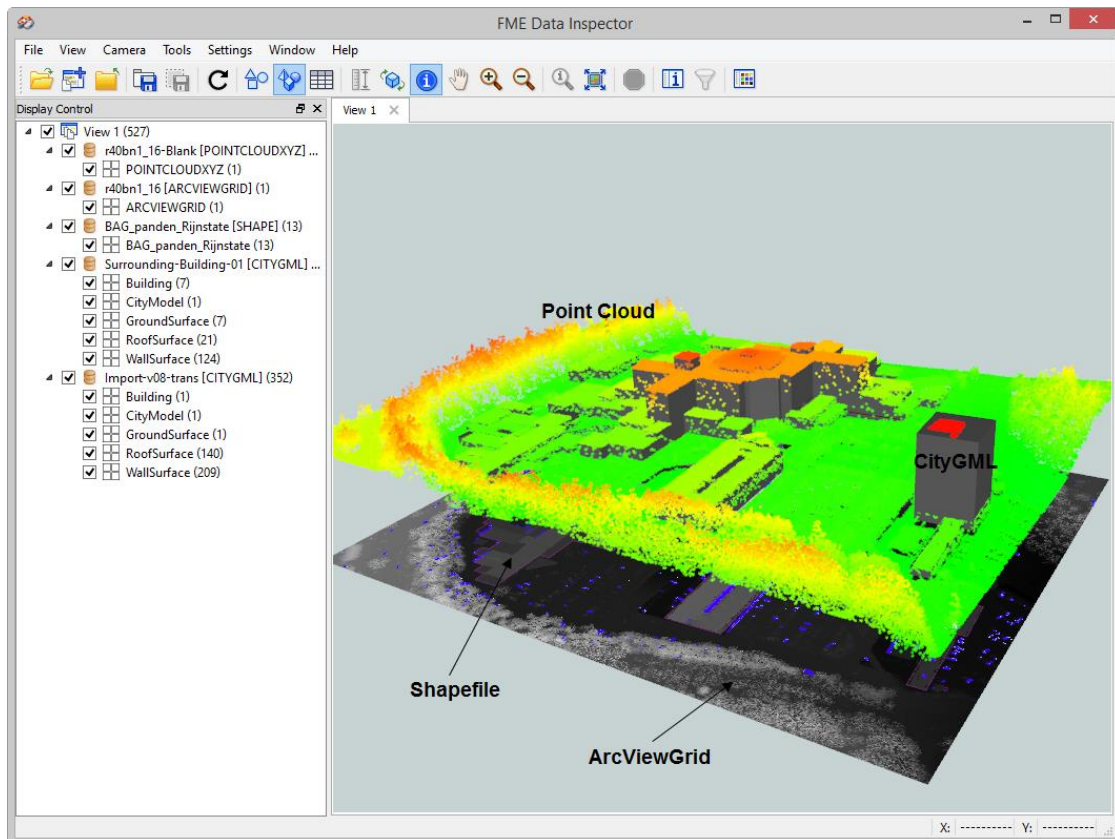 FME Data Inspector
File View Camera Tools Settings Window Help
Display Control
View 1
View 1 (527)
r40bn1_16-Blank [POINTCLOUDXYZ] ...
POINTCLOUDXYZ (1)
r40bn1_16 [ARCVIEWGRID] (1)
ARCVIEWGRID (1)
BAG_panden_Rijnstate [SHAPE] (13)
BAG_panden_Rijnstate (13)
Surrounding-Building-01 [CITYGML] ...
Building (7)
CityModel (1)
GroundSurface (7)
RoofSurface (21)
WallSurface (124)
Import-v08-trans [CITYGML] (352)
Building (1)
CityModel (1)
GroundSurface (1)
RoofSurface (140)
WallSurface (209)
Point Cloud
CityGML
Shapefile
ArcViewGrid
X: ---------- Y: ----------